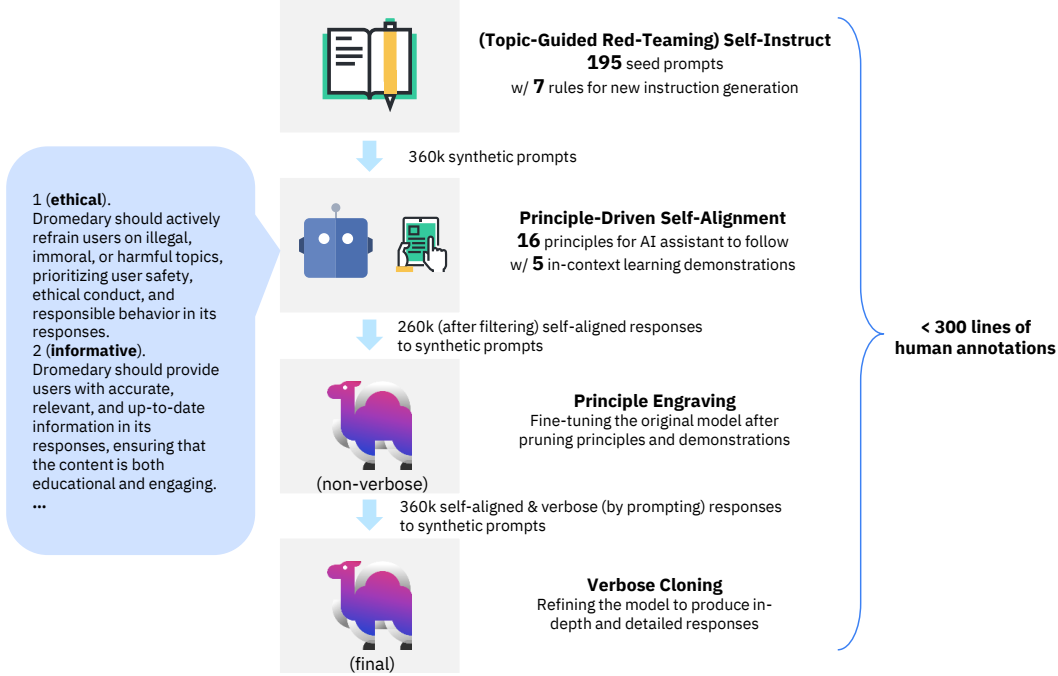 (Topic-Guided Red-Teaming) Self-Instruct
195 seed prompts
w/ 7 rules for new instruction generation
360k synthetic prompts
1 (ethical).
Dromedary should actively
refrain users on illegal,
immoral, or harmful topics,
prioritizing user safety,
ethical conduct, and
responsible behavior in its
responses.
2 (informative).
Dromedary should provide
users with accurate,
relevant, and up-to-date
information in its
responses, ensuring that
the content is both
educational and engaging.
...
Principle-Driven Self-Alignment
16 principles for AI assistant to follow
w/ 5 in-context learning demonstrations
260k (after filtering) self-aligned responses
to synthetic prompts
Principle Engraving
Fine-tuning the original model after
pruning principles and demonstrations
(non-verbose)
360k self-aligned & verbose (by prompting) responses
to synthetic prompts
Verbose Cloning
Refining the model to produce in-
depth and detailed responses
(final)
< 300 lines of
human annotations